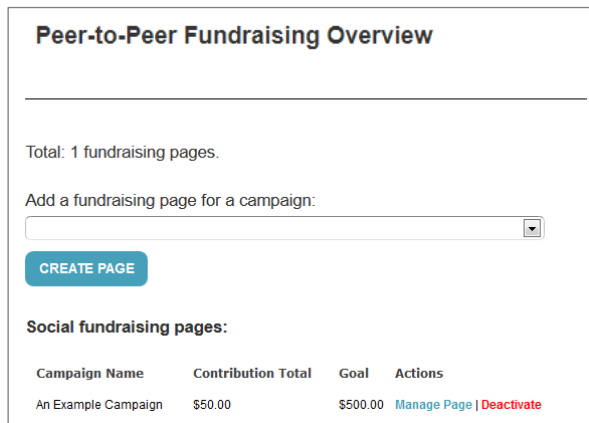 Peer-to-Peer Fundraising Overview
Total: 1 fundraising pages.
Add a fundraising page for a campaign:
CREATE PAGE
Social fundraising pages:
Campaign Name Contribution Total Goal Actions
An Example Campaign $50.00 $500.00 Manage Page | Deactivate